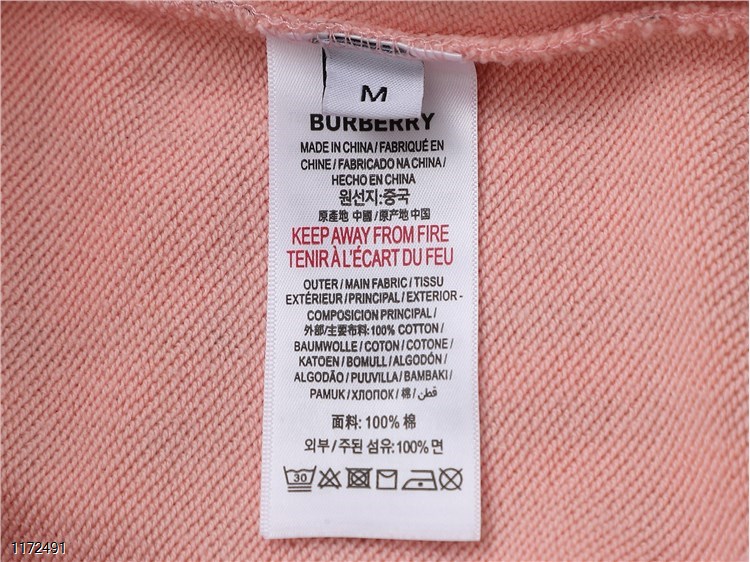 M
BURBERRY
MADE IN CHINA / FABRIQUÉ EN
CHINE / FABRICADO NA CHINA /
HECHO EN CHINA
원선지:중국
原產地 中國 / 原产地 中国
KEEP AWAY FROM FIRE
TENIR À L'ÉCART DU FEU
OUTER / MAIN FABRIC / TISSU
EXTÉRIEUR / PRINCIPAL / EXTERIOR -
COMPOSICION PRINCIPAL /
外部/主要布料: 100% COTTON /
BAUMWOLLE / COTON / COTONE /
KATOEN / BOMULL / ALGODÓN /
ALGODÃO / PUUVILLA / BAMBAKI /
PAMUK / ХЛОПОК / 棉 / قطن
面料: 100% 棉
외부 / 주된 섬유: 100% 면
30
1172491